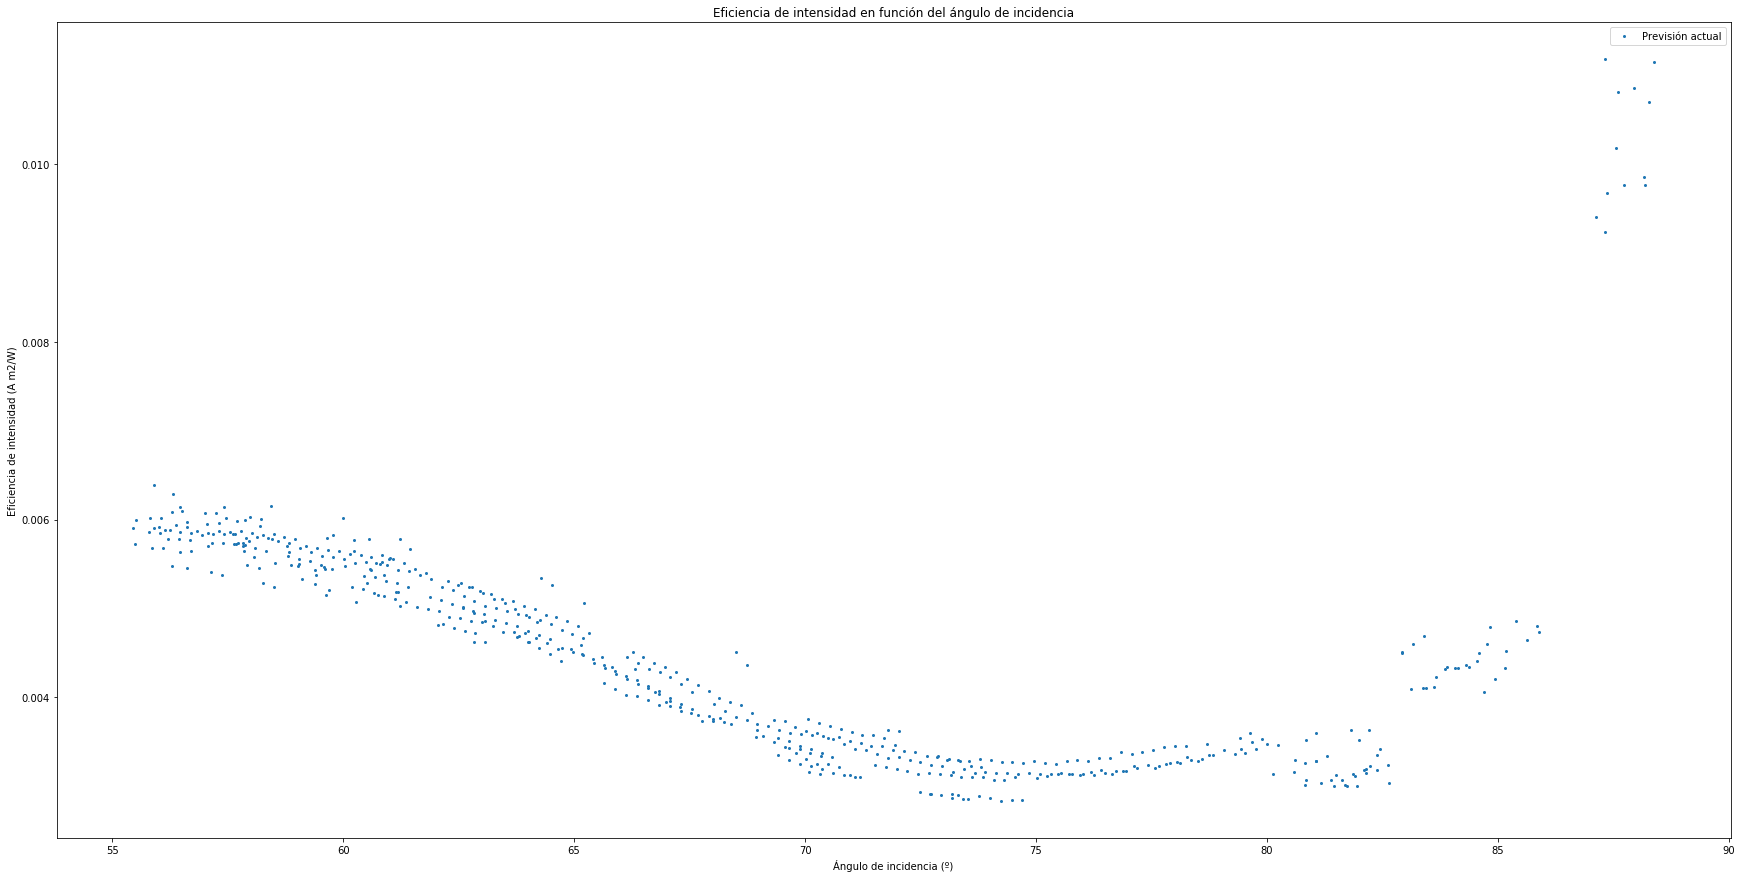 Eficiencia de intensidad en función del ángulo de incidencia
Previsión actual
Eficiencia de intensidad (A m2/W)
0.010
0.008
0.006
0.004
55 60 65 70 75 80 85 90
Ángulo de incidencia (º)